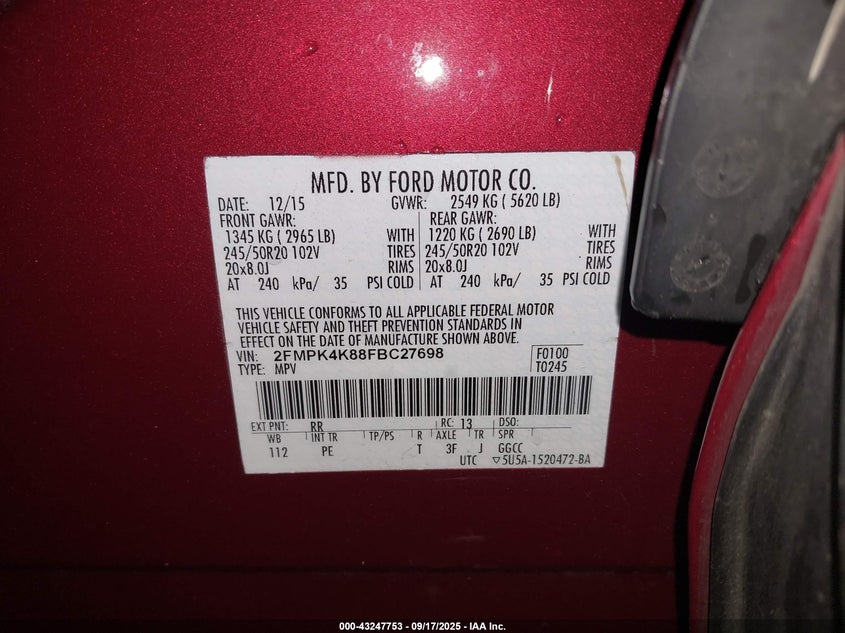 MFD. BY FORD MOTOR CO.
DATE: 12/15 GVWR: 2549 KG ( 5620 LB)
FRONT GAWR: REAR GAWR:
1345 KG ( 2965 LB) WITH 1220 KG ( 2690 LB) WITH
245/50R20 102V TIRES 245/50R20 102V TIRES
20x8.0J RIMS 20x8.0J RIMS
AT 240 kPa/ 35 PSI COLD AT 240 kPa/ 35 PSI COLD
THIS VEHICLE CONFORMS TO ALL APPLICABLE FEDERAL MOTOR
VEHICLE SAFETY AND THEFT PREVENTION STANDARDS IN
EFFECT ON THE DATE OF MANUFACTURE SHOWN ABOVE.
VIN: 2FMPK4K88FBC27698 F0100
TYPE: MPV T0245
EXT PNT: RR RC: 13 DSO:
WB INT TR TP/PS R AXLE TR SPR
112 PE T 3F J GGCC
UTC ▽5U5A-1520472-BA
000-43247753 - 09/17/2025 - IAA Inc.